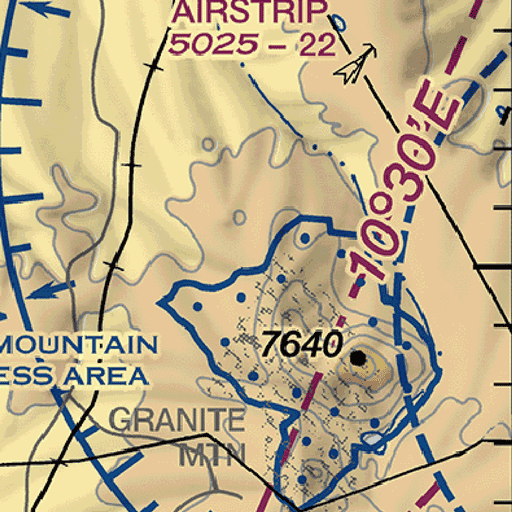 AIRSTRIP
5025 – 22
10°30'E
7640
MOUNTAIN
ESS AREA
GRANITE
MTN